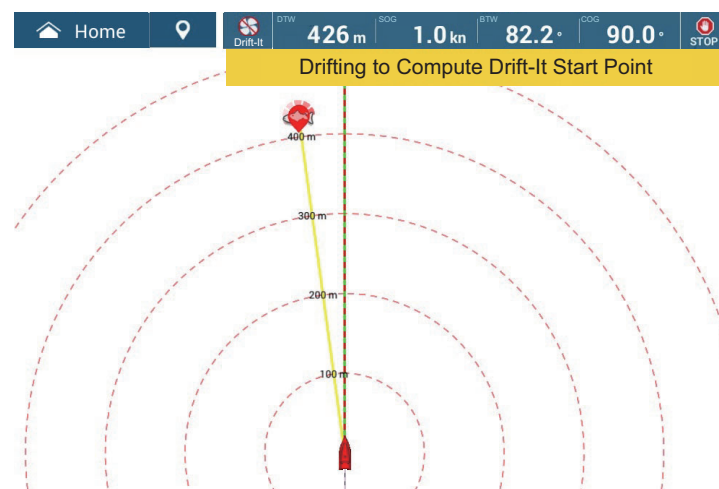 Home
Drift-It
DTW 426 m
SOG 1.0 kn
BTW 82.2 °
COG 90.0 °
STOP
Drifting to Compute Drift-It Start Point
400 m
300 m
200 m
100 m